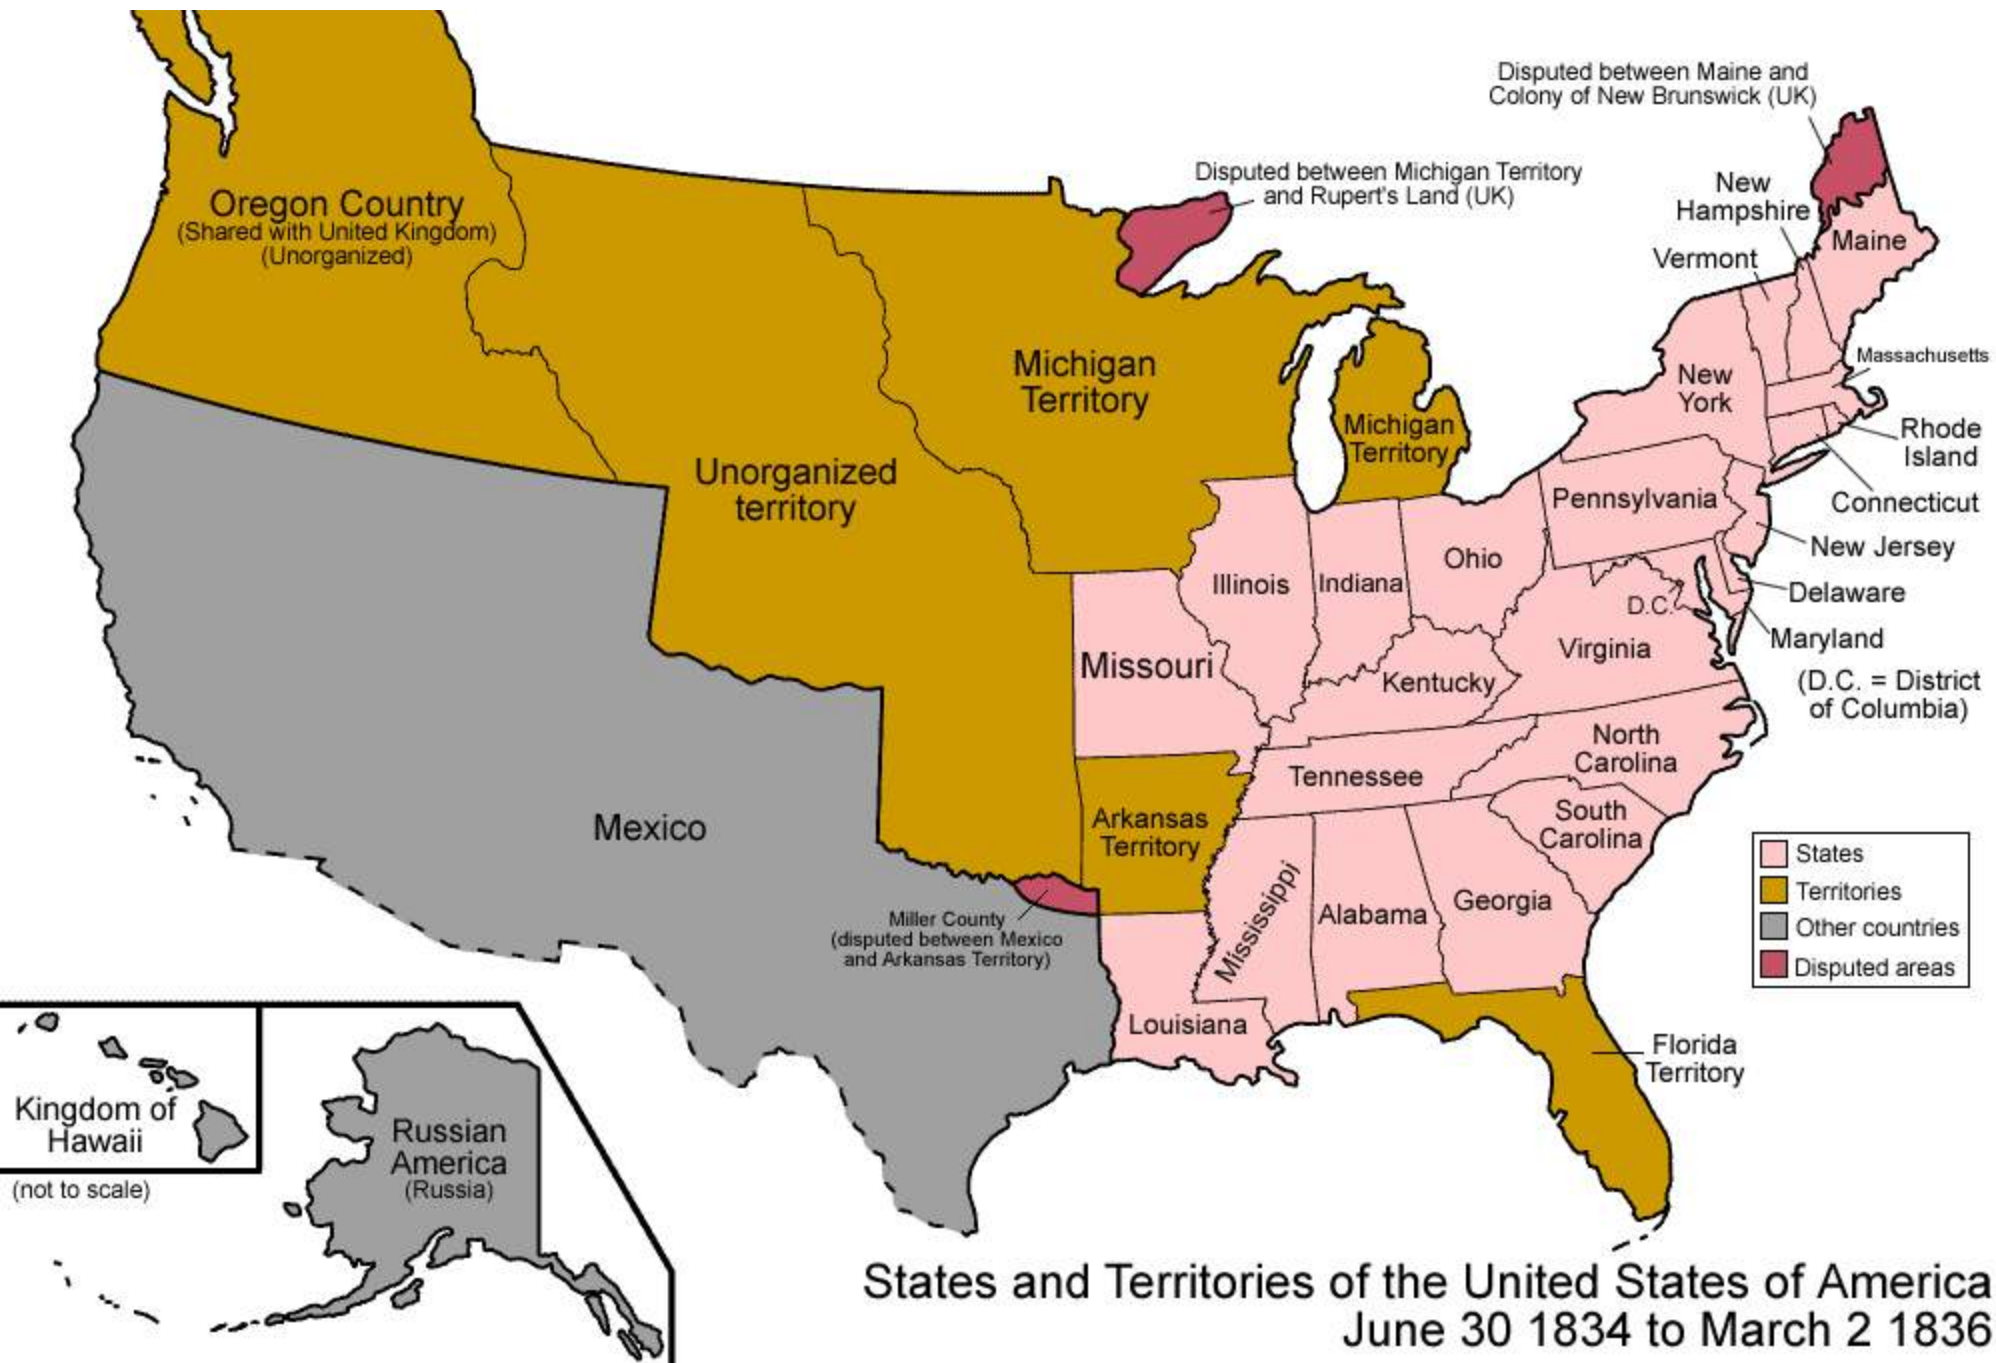 Disputed between Maine and
Colony of New Brunswick (UK)
Disputed between Michigan Territory
and Rupert's Land (UK)
New
Hampshire
Vermont
Maine
Oregon Country
(Shared with United Kingdom)
(Unorganized)
Massachusetts
Michigan
Territory
New
York
Michigan
Territory
Rhode
Island
Unorganized
territory
Pennsylvania
Connecticut
New Jersey
Ohio
Illinois
Indiana
D.C.
Delaware
Maryland
Virginia
Missouri
Kentucky
(D.C. = District
of Columbia)
North
Carolina
Tennessee
Mexico
Arkansas
Territory
South
Carolina
States
Territories
Other countries
Disputed areas
Mississippi
Alabama
Georgia
Miller County
(disputed between Mexico
and Arkansas Territory)
Louisiana
Florida
Territory
Kingdom of
Hawaii
(not to scale)
Russian
America
(Russia)
States and Territories of the United States of America
June 30 1834 to March 2 1836